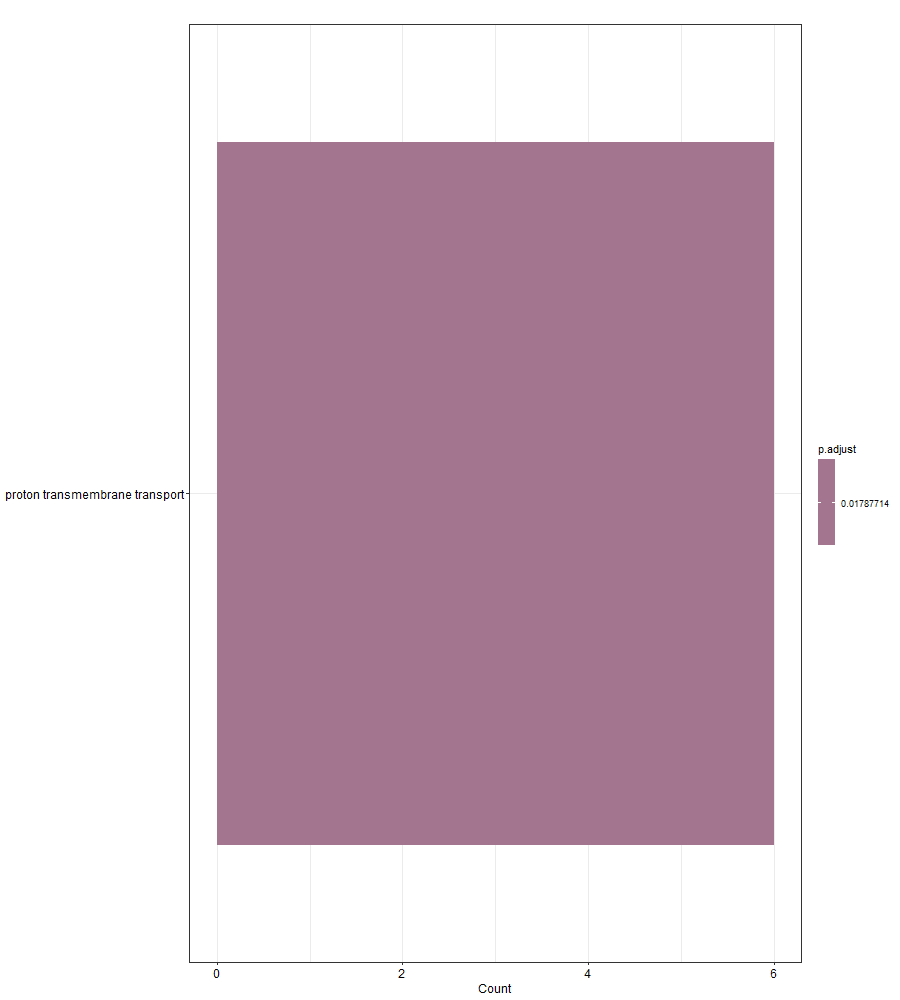 proton transmembrane transport
p.adjust
0.01787714
0 2 4 6
Count